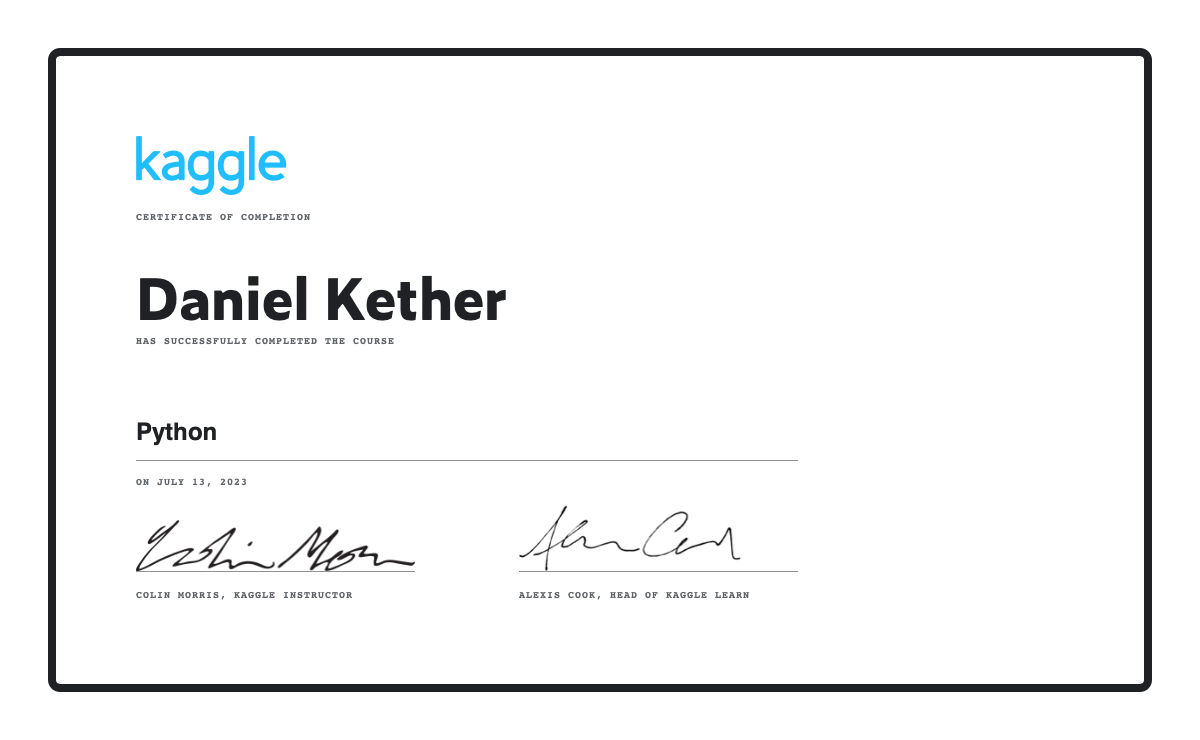 kaggle
CERTIFICATE OF COMPLETION
Daniel Kether
HAS SUCCESSFULLY COMPLETED THE COURSE
Python
ON JULY 13, 2023
Colin Morris Alexis Cook
COLIN MORRIS, KAGGLE INSTRUCTOR ALEXIS COOK, HEAD OF KAGGLE LEARN